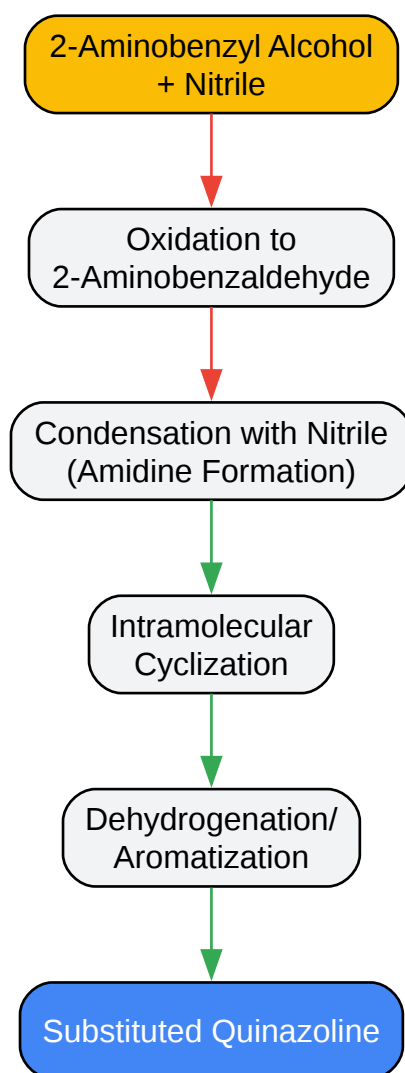 2-Aminobenzyl Alcohol
+ Nitrile
Oxidation to
2-Aminobenzaldehyde
Condensation with Nitrile
(Amidine Formation)
Intramolecular
Cyclization
Dehydrogenation/
Aromatization
Substituted Quinazoline